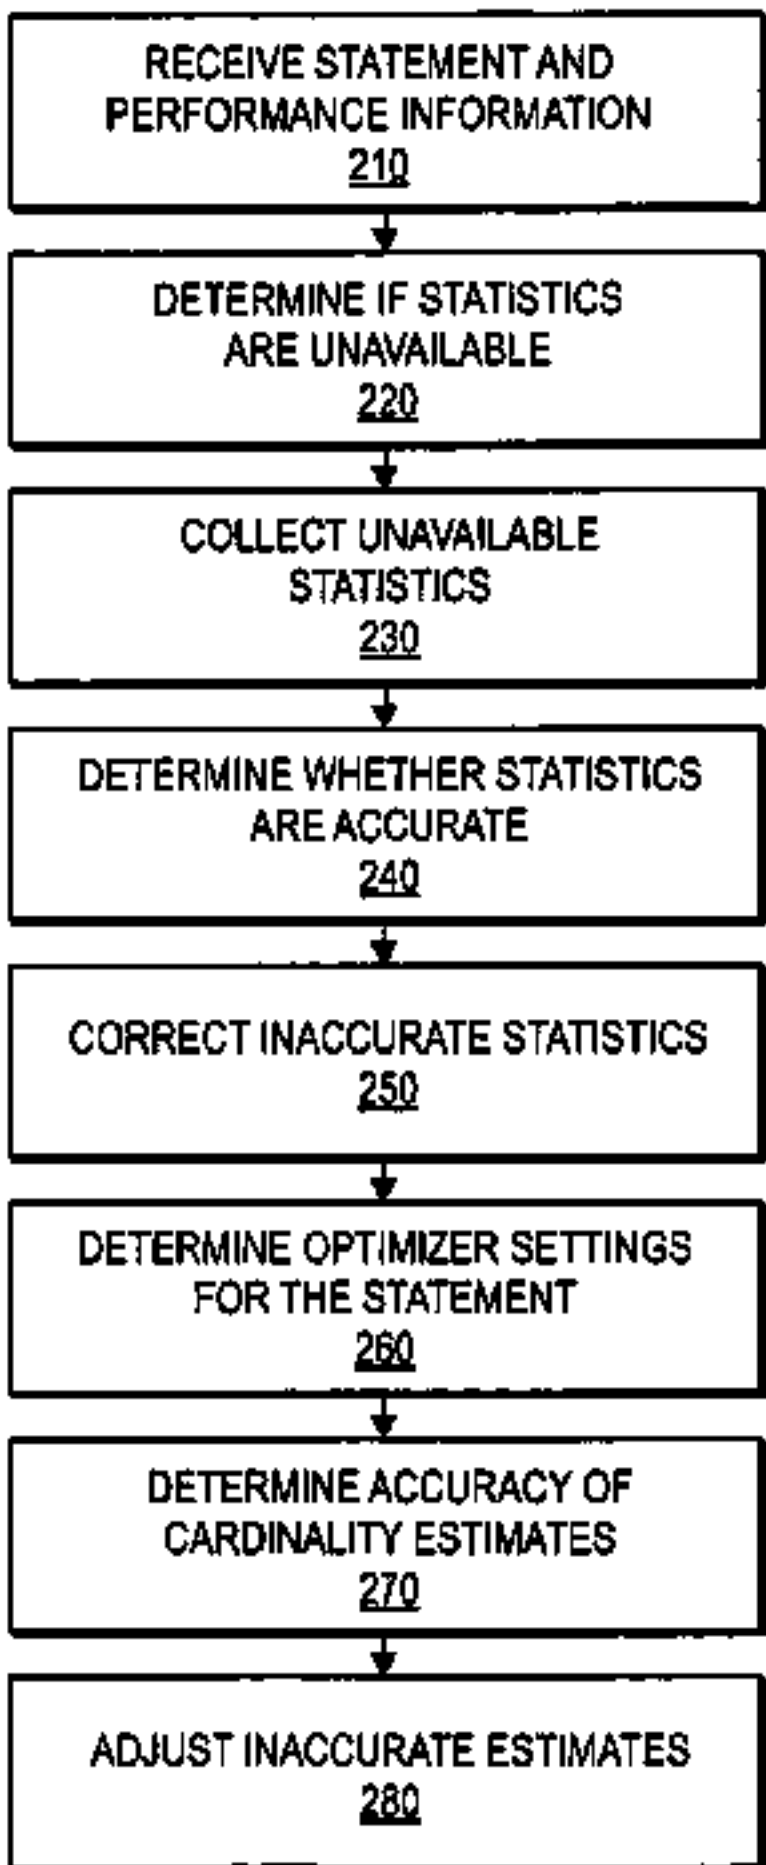 RECEIVE STATEMENT AND
PERFORMANCE INFORMATION
210
DETERMINE IF STATISTICS
ARE UNAVAILABLE
220
COLLECT UNAVAILABLE
STATISTICS
230
DETERMINE WHETHER STATISTICS
ARE ACCURATE
240
CORRECT INACCURATE STATISTICS
250
DETERMINE OPTIMIZER SETTINGS
FOR THE STATEMENT
260
DETERMINE ACCURACY OF
CARDINALITY ESTIMATES
270
ADJUST INACCURATE ESTIMATES
280